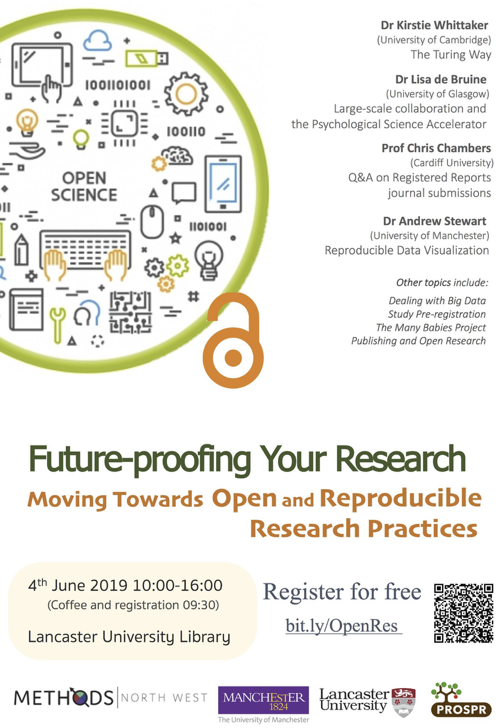 Dr Kirstie Whittaker
(University of Cambridge)
The Turing Way
Dr Lisa de Bruine
(University of Glasgow)
Large-scale collaboration and
the Psychological Science Accelerator
Prof Chris Chambers
(Cardiff University)
Q&A on Registered Reports
journal submissions
Dr Andrew Stewart
(University of Manchester)
Reproducible Data Visualization
Other topics include:
Dealing with Big Data
Study Pre-registration
The Many Babies Project
Publishing and Open Research
1001101001
100110
OPEN
SCIENCE
1101001
Future-proofing Your Research
Moving Towards Open and Reproducible
Research Practices
4th June 2019 10:00-16:00
(Coffee and registration 09:30)
Lancaster University Library
Register for free
bit.ly/OpenRes
METHODS NORTH WEST
MANCHESTER
1824
The University of Manchester
Lancaster
University
PROSPR